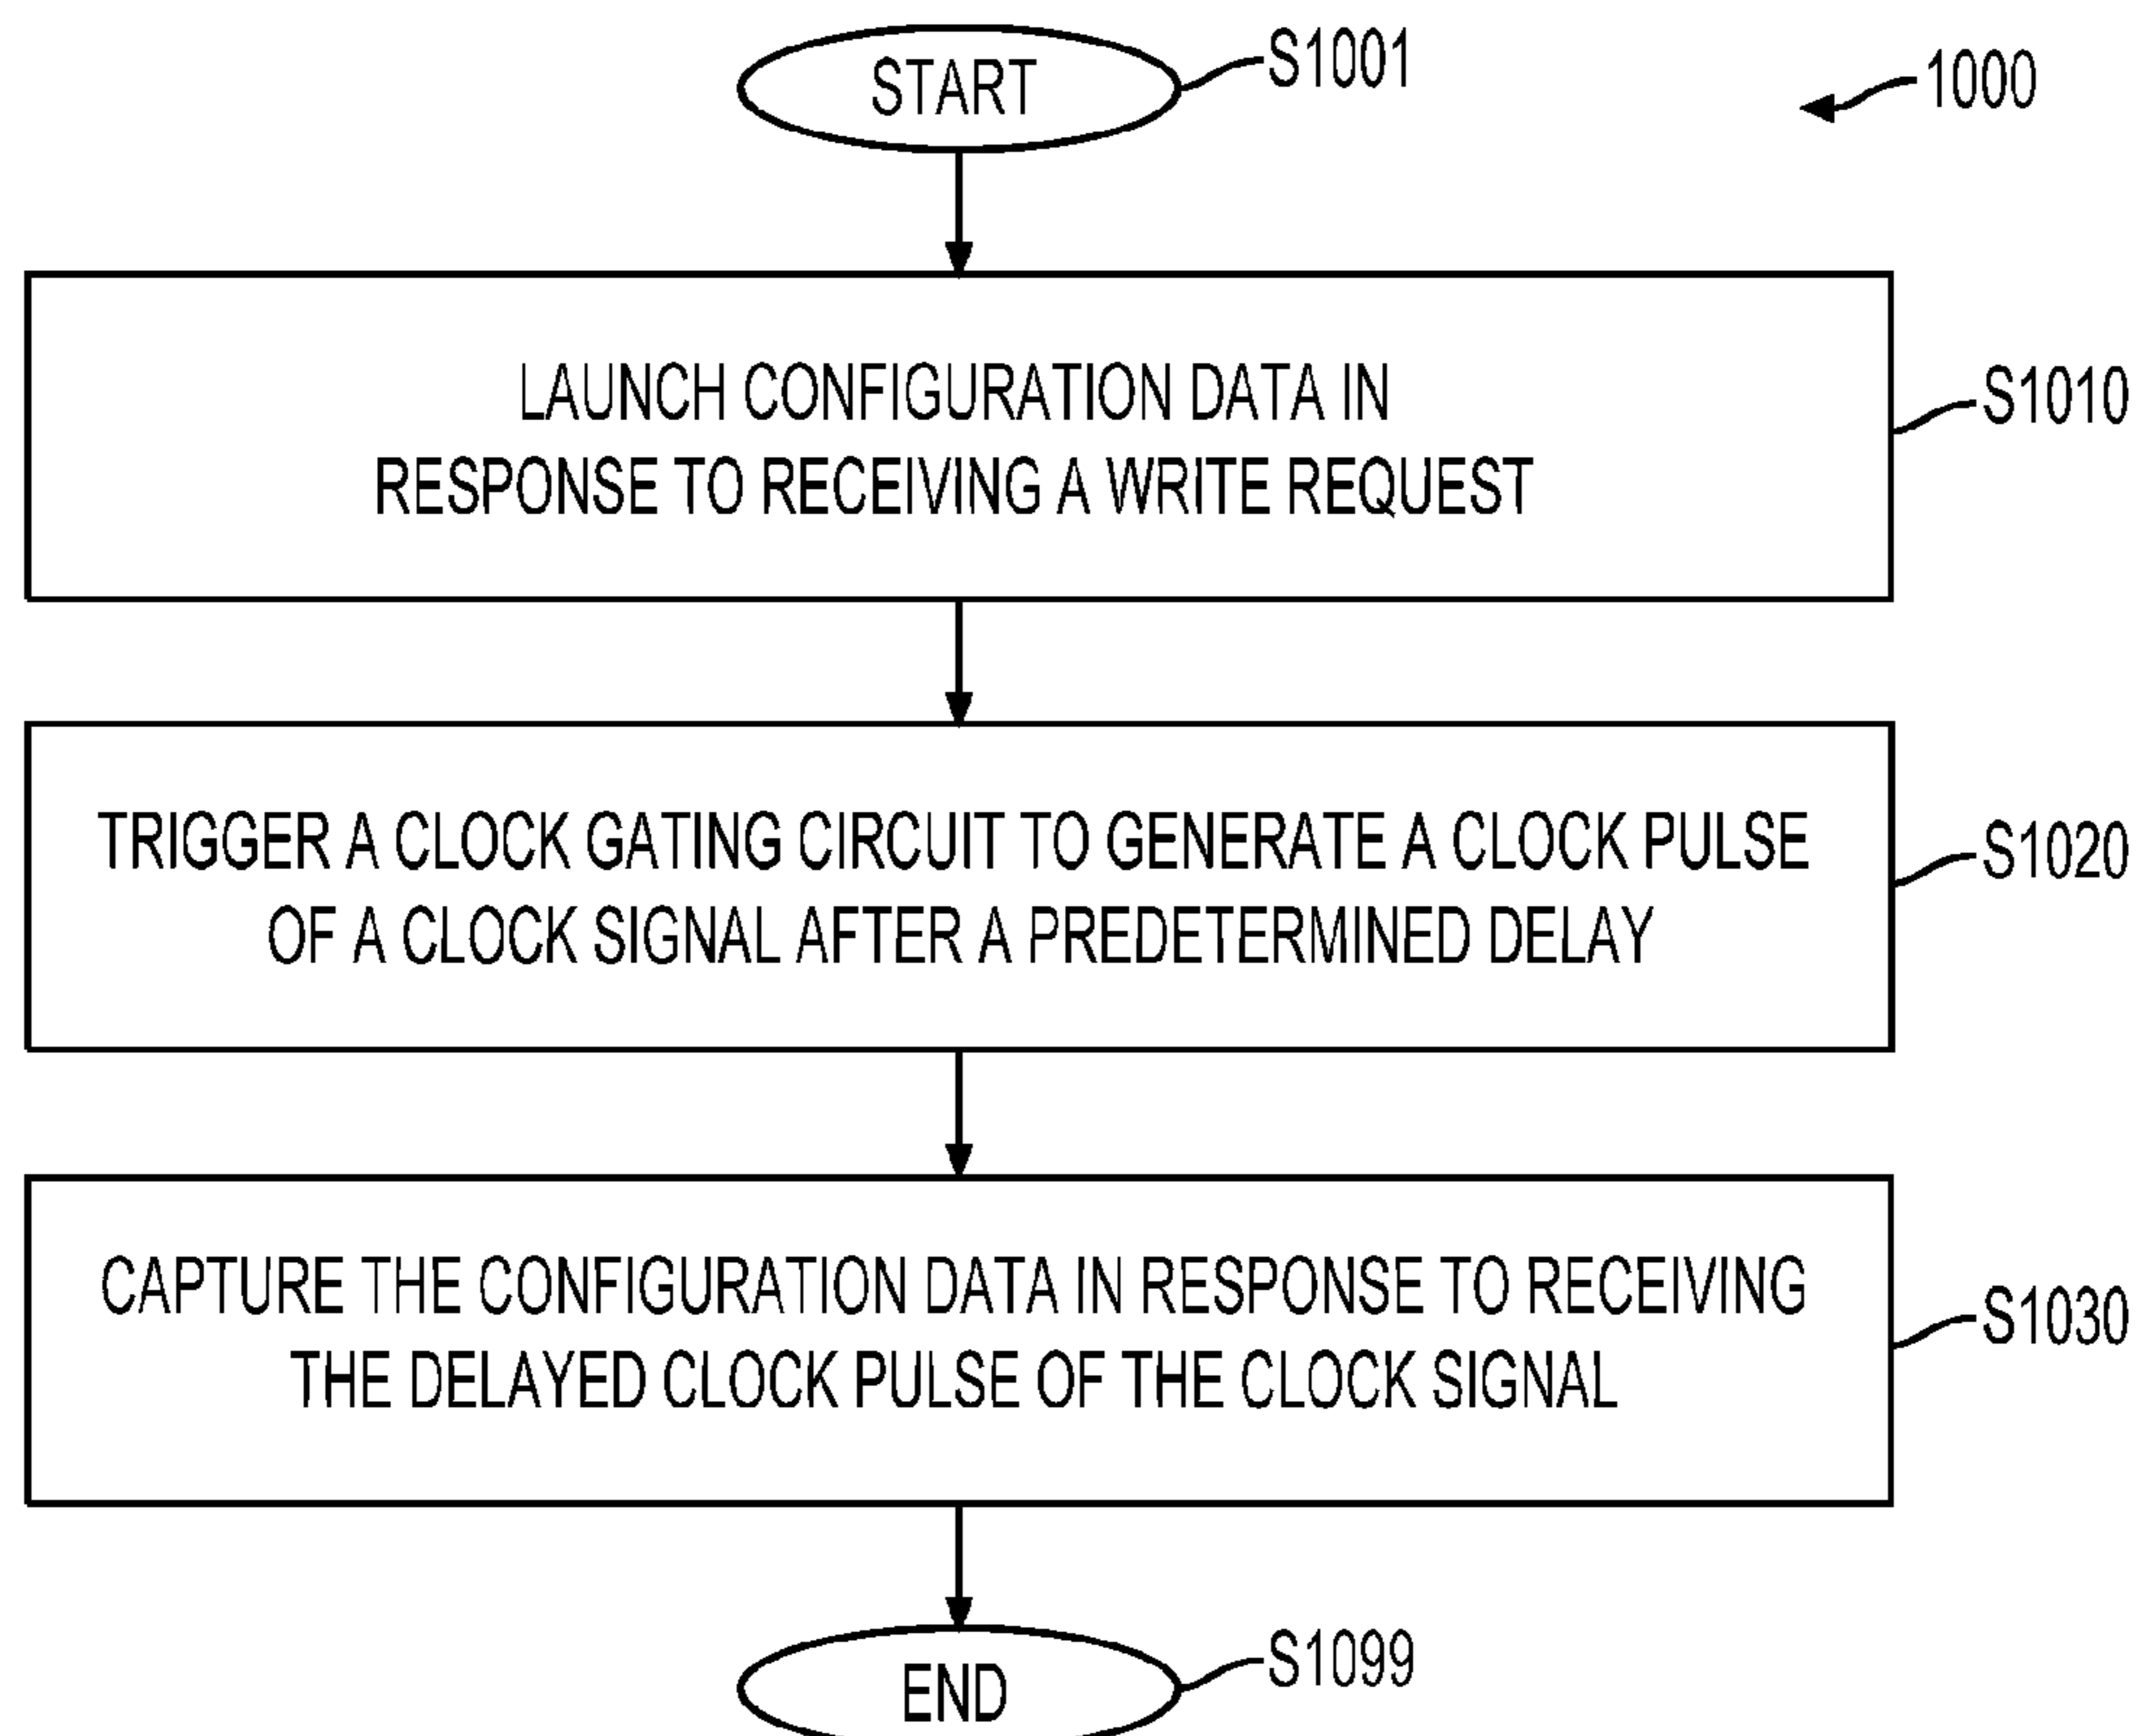 START
S1001
1000
LAUNCH CONFIGURATION DATA IN
RESPONSE TO RECEIVING A WRITE REQUEST
S1010
TRIGGER A CLOCK GATING CIRCUIT TO GENERATE A CLOCK PULSE
OF A CLOCK SIGNAL AFTER A PREDETERMINED DELAY
S1020
CAPTURE THE CONFIGURATION DATA IN RESPONSE TO RECEIVING
THE DELAYED CLOCK PULSE OF THE CLOCK SIGNAL
S1030
END
S1099